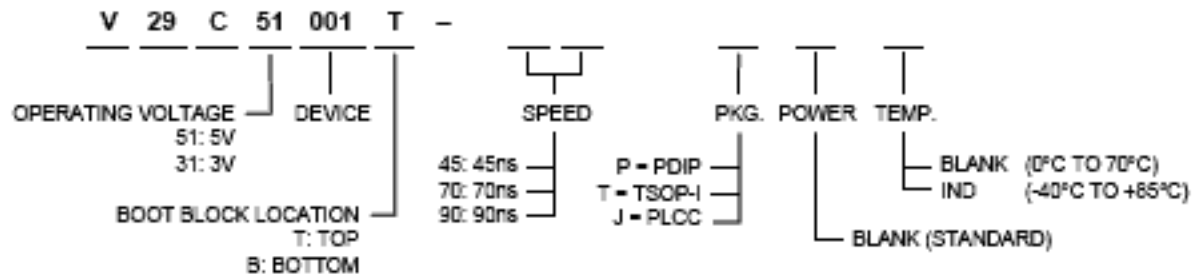 V 29 C 51 001 T –
OPERATING VOLTAGE
51: 5V
31: 3V
DEVICE
BOOT BLOCK LOCATION
T: TOP
B: BOTTOM
SPEED
45: 45ns
70: 70ns
90: 90ns
PKG.
P = PDIP
T = TSOP-I
J = PLCC
POWER
BLANK (STANDARD)
TEMP.
BLANK (0°C TO 70°C)
IND (-40°C TO +85°C)